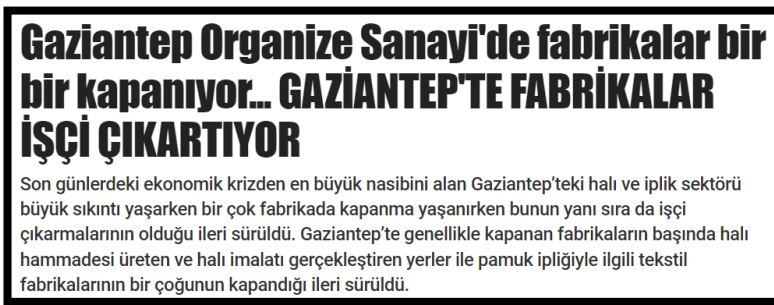 Gaziantep Organize Sanayi'de fabrikalar bir
bir kapanıyor... GAZİANTEP'TE FABRİKALAR
İŞÇİ ÇIKARTIYOR
Son günlerdeki ekonomik krizden en büyük nasibini alan Gaziantep’teki halı ve iplik sektörü
büyük sıkıntı yaşarken bir çok fabrikada kapanma yaşanırken bunun yanı sıra da işçi
çıkarmalarının olduğu ileri sürüldü. Gaziantep’te genellikle kapanan fabrikaların başında halı
hammadesi üreten ve halı imalatı gerçekleştiren yerler ile pamuk ipliğiyle ilgili tekstil
fabrikalarının bir çoğunun kapandığı ileri sürüldü.